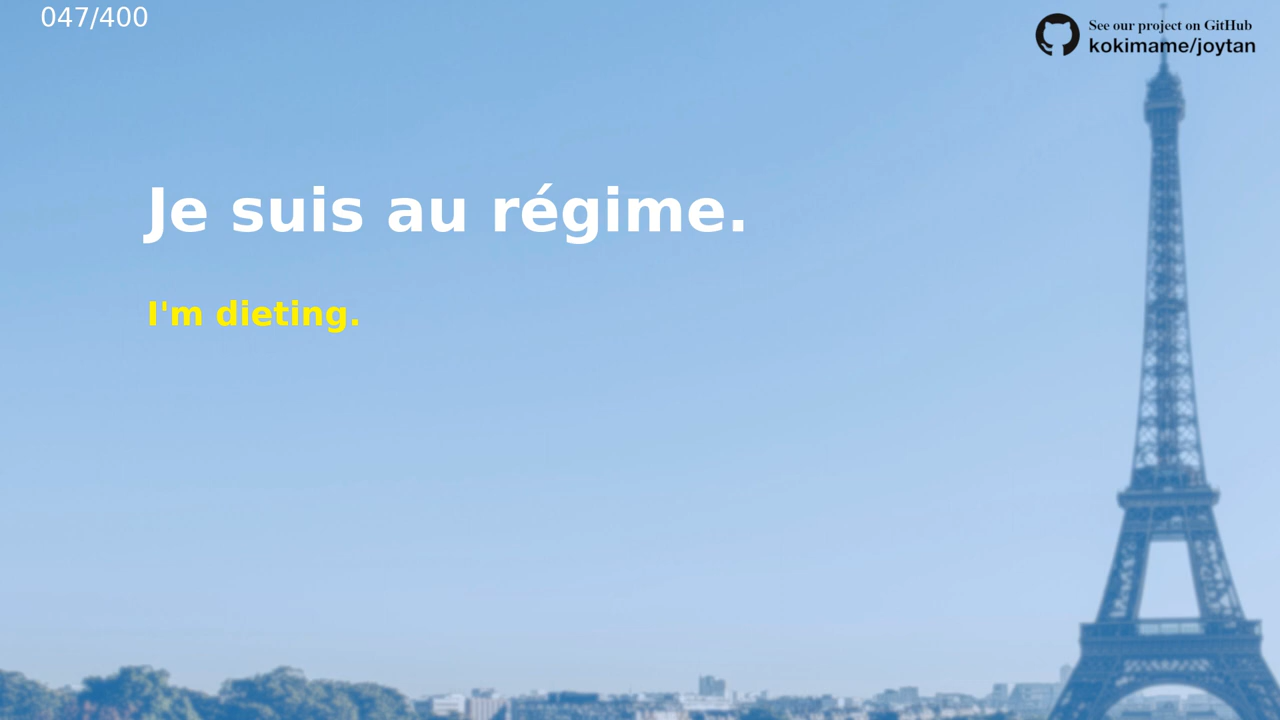 047/400
See our project on GitHub
kokimame/joytan
Je suis au régime.
I'm dieting.